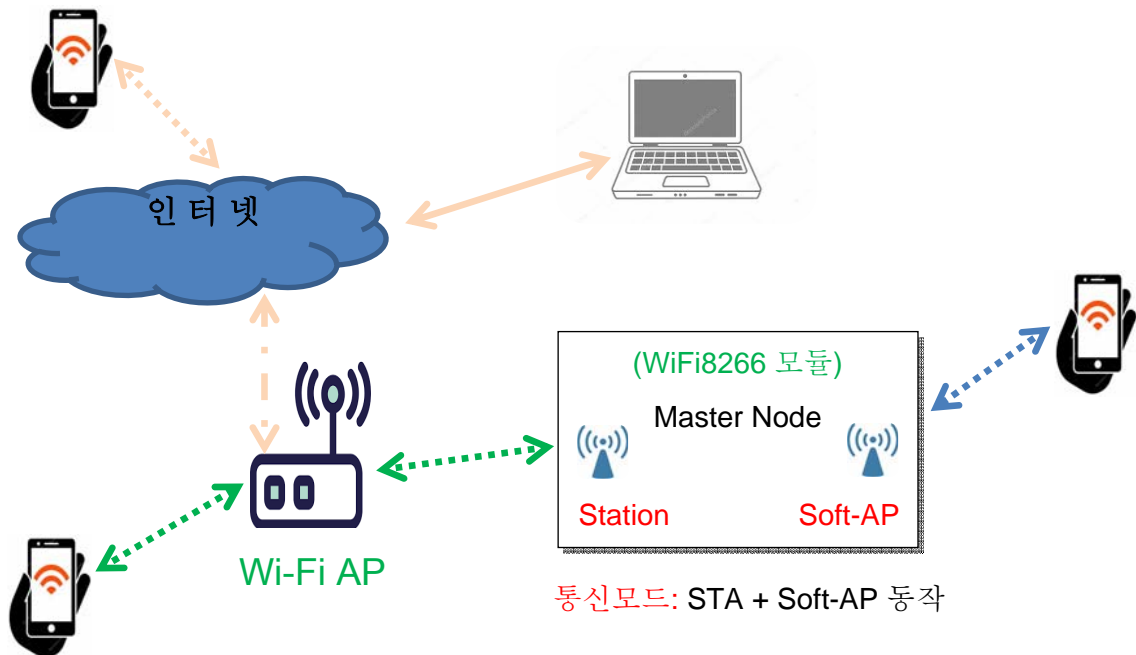 인 터 넷
(WiFi8266 모듈)
Master Node
Station
Soft-AP
Wi-Fi AP
통신모드: STA + Soft-AP 동작